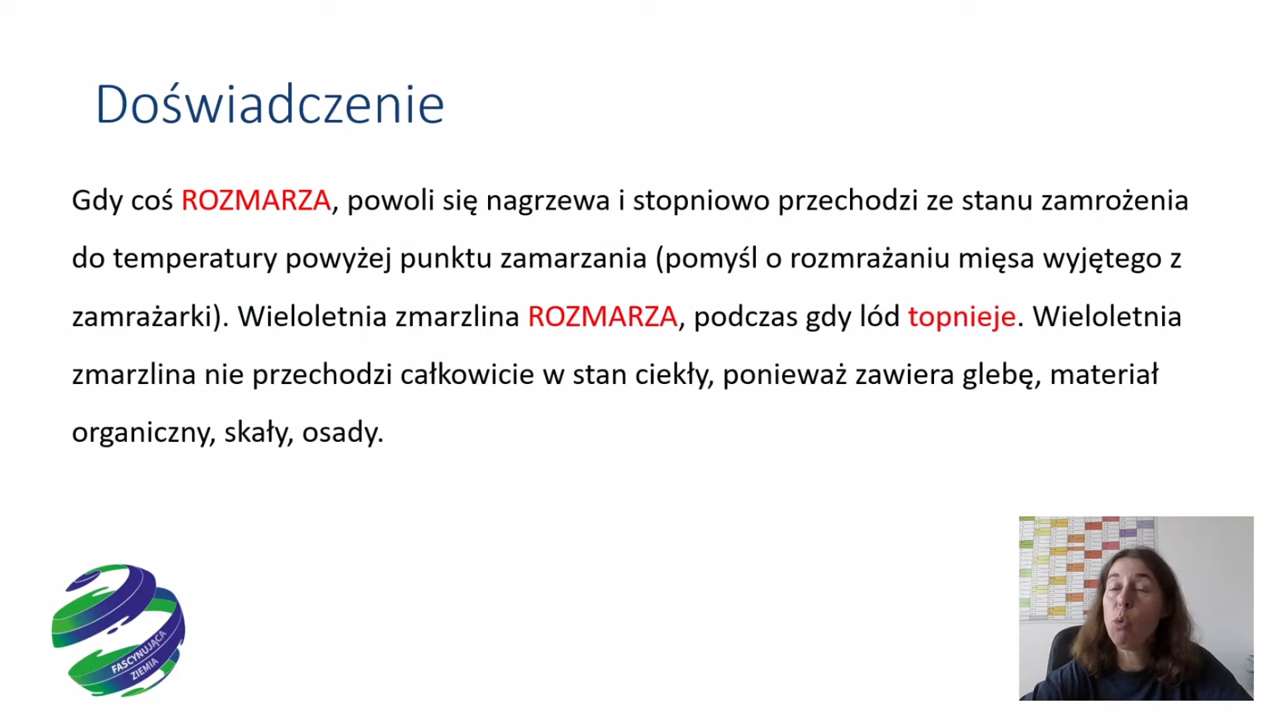 Doświadczenie
Gdy coś ROZMARZA, powoli się nagrzewa i stopniowo przechodzi ze stanu zamrożenia
do temperatury powyżej punktu zamarzania (pomyśl o rozmrażaniu mięsa wyjętego z
zamrażarki). Wieloletnia zmarzlina ROZMARZA, podczas gdy lód topnieje. Wieloletnia
zmarzlina nie przechodzi całkowicie w stan ciekły, ponieważ zawiera glebę, materiał
organiczny, skały, osady.
FASCYNUJĄCA
ZIEMIA